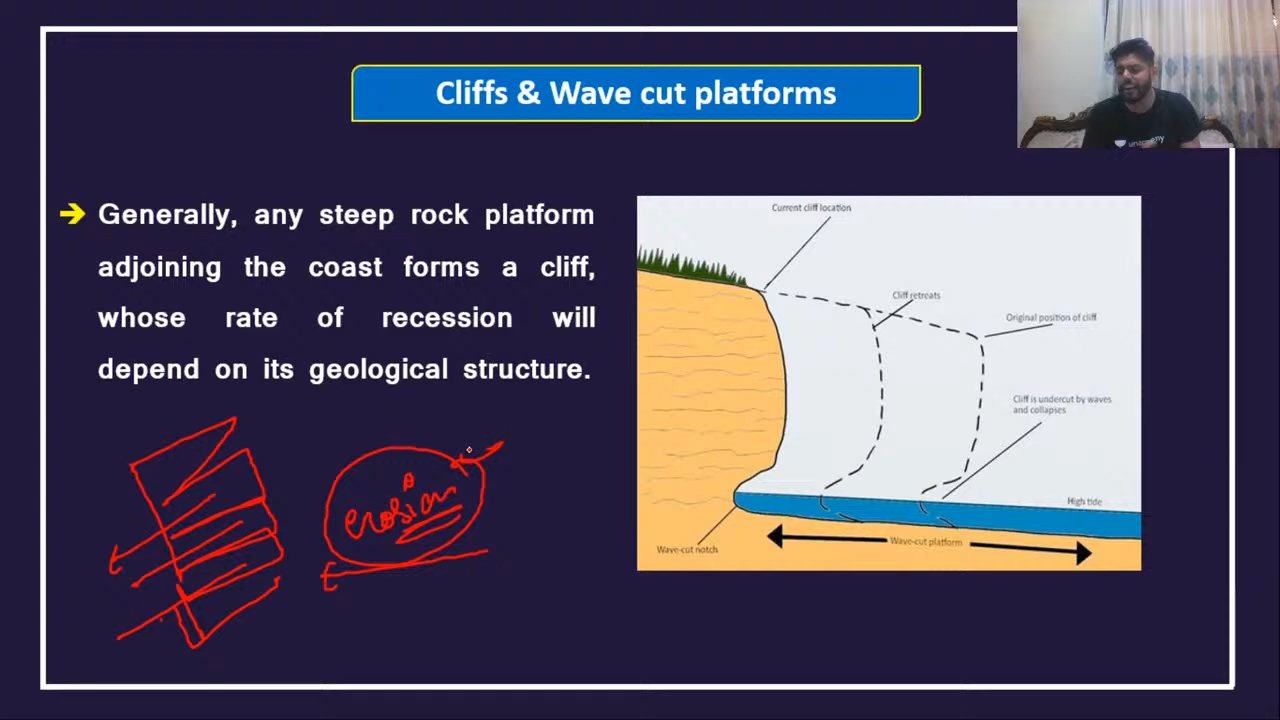 Cliffs & Wave cut platforms
➔ Generally, any steep rock platform
adjoining the coast forms a cliff,
whose rate of recession will
depend on its geological structure.
erosion
Current cliff location
Cliff retreats
Original position of cliff
Cliff is undercut by waves
and collapses
High tide
Wave-cut platform
Wave-cut notch
unacademy